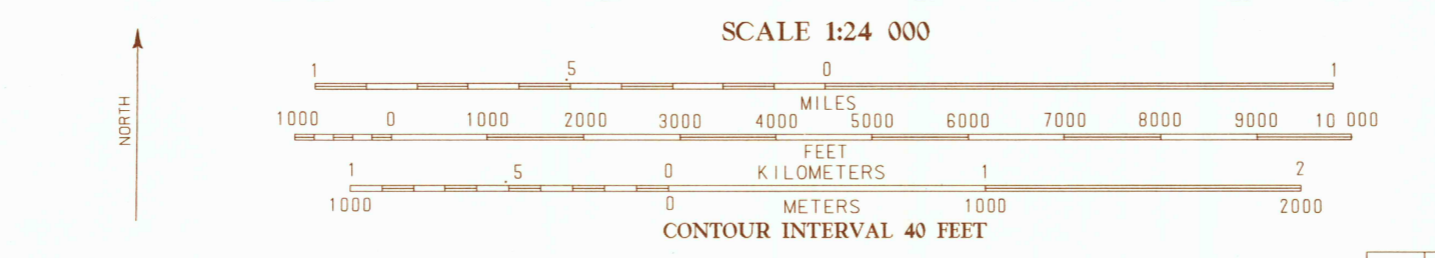 SCALE 1:24 000
NORTH
1 .5 0 1
MILES
1000 0 1000 2000 3000 4000 5000 6000 7000 8000 9000 10 000
FEET
1 .5 0 KILOMETERS 1 2
1000 0 METERS 1000 2000
CONTOUR INTERVAL 40 FEET